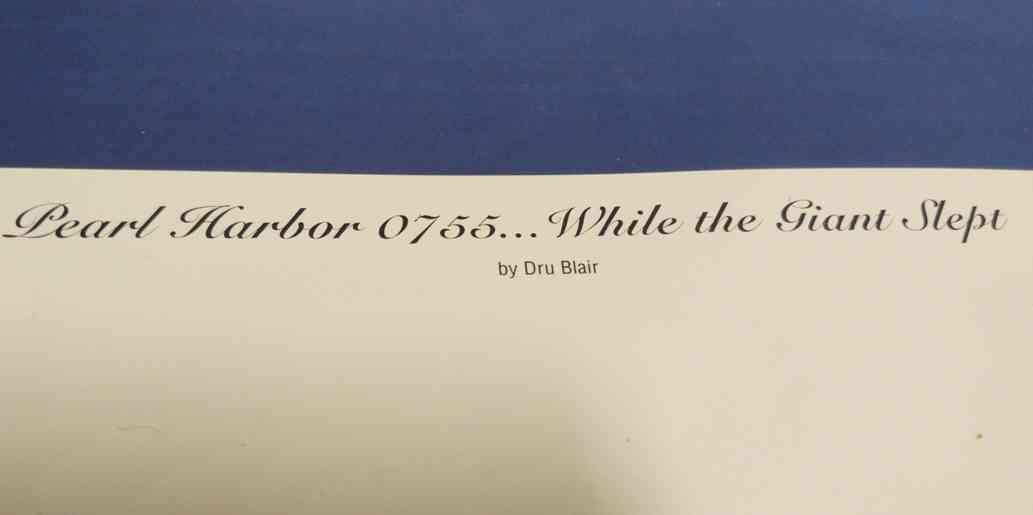 Pearl Harbor 0755...While the Giant Slept
by Dru Blair